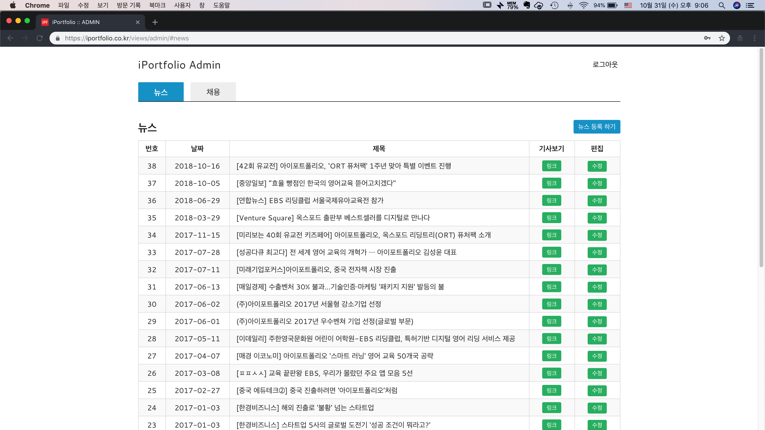 Chrome 파일 수정 보기 방문 기록 북마크 사용자 창 도움말 94% 10월 31일 (수) 오후 9:06
iPortfolio :: ADMIN
https://iportfolio.co.kr/views/admin/#news
iPortfolio Admin 로그아웃
뉴스 채용
뉴스 뉴스 등록 하기
번호 날짜 제목 기사보기 편집
38 2018-10-16 [42회 유교전] 아이포트폴리오, 'ORT 퓨처팩' 1주년 맞아 특별 이벤트 진행 링크 수정
37 2018-10-05 [중앙일보] "효율 빵점인 한국의 영어교육 뜯어고치겠다" 링크 수정
36 2018-06-29 [연합뉴스] EBS 리딩클럽 서울국제유아교육전 참가 링크 수정
35 2018-03-29 [Venture Square] 옥스포드 출판부 베스트셀러를 디지털로 만나다 링크 수정
34 2017-11-15 [미리보는 40회 유교전 키즈페어] 아이포트폴리오, 옥스포드 리딩트리(ORT) 퓨처팩 소개 링크 수정
33 2017-07-28 [성공다큐 최고다] 전 세계 영어 교육의 개혁가 … 아이포트폴리오 김성윤 대표 링크 수정
32 2017-07-11 [미래기업포커스]아이포트폴리오, 중국 전자책 시장 진출 링크 수정
31 2017-06-13 [매일경제] 수출벤처 30% 불과...기술인증·마케팅 '패키지 지원' 발등의 불 링크 수정
30 2017-06-02 (주)아이포트폴리오 2017년 서울형 강소기업 선정 링크 수정
29 2017-06-01 (주)아이포트폴리오 2017년 우수벤처 기업 선정(글로벌 부문) 링크 수정
28 2017-05-11 [이데일리] 주한영국문화원 어린이 어학원-EBS 리딩클럽, 특허기반 디지털 영어 리딩 서비스 제공 링크 수정
27 2017-04-07 [매경 이코노미] 아이포트폴리오 '스마트 러닝' 영어 교육 50개국 공략 링크 수정
26 2017-03-08 [ㅍㅍㅅㅅ] 교육 끝판왕 EBS, 우리가 몰랐던 주요 앱 모음 5선 링크 수정
25 2017-02-27 [중국 에듀테크②] 중국 진출하려면 '아이포트폴리오'처럼 링크 수정
24 2017-01-03 [한경비즈니스] 해외 진출로 '불황' 넘는 스타트업 링크 수정
23 2017-01-03 [한경비즈니스] 스타트업 5사의 글로벌 도전기 '성공 조건이 뭐라고?' 링크 수정